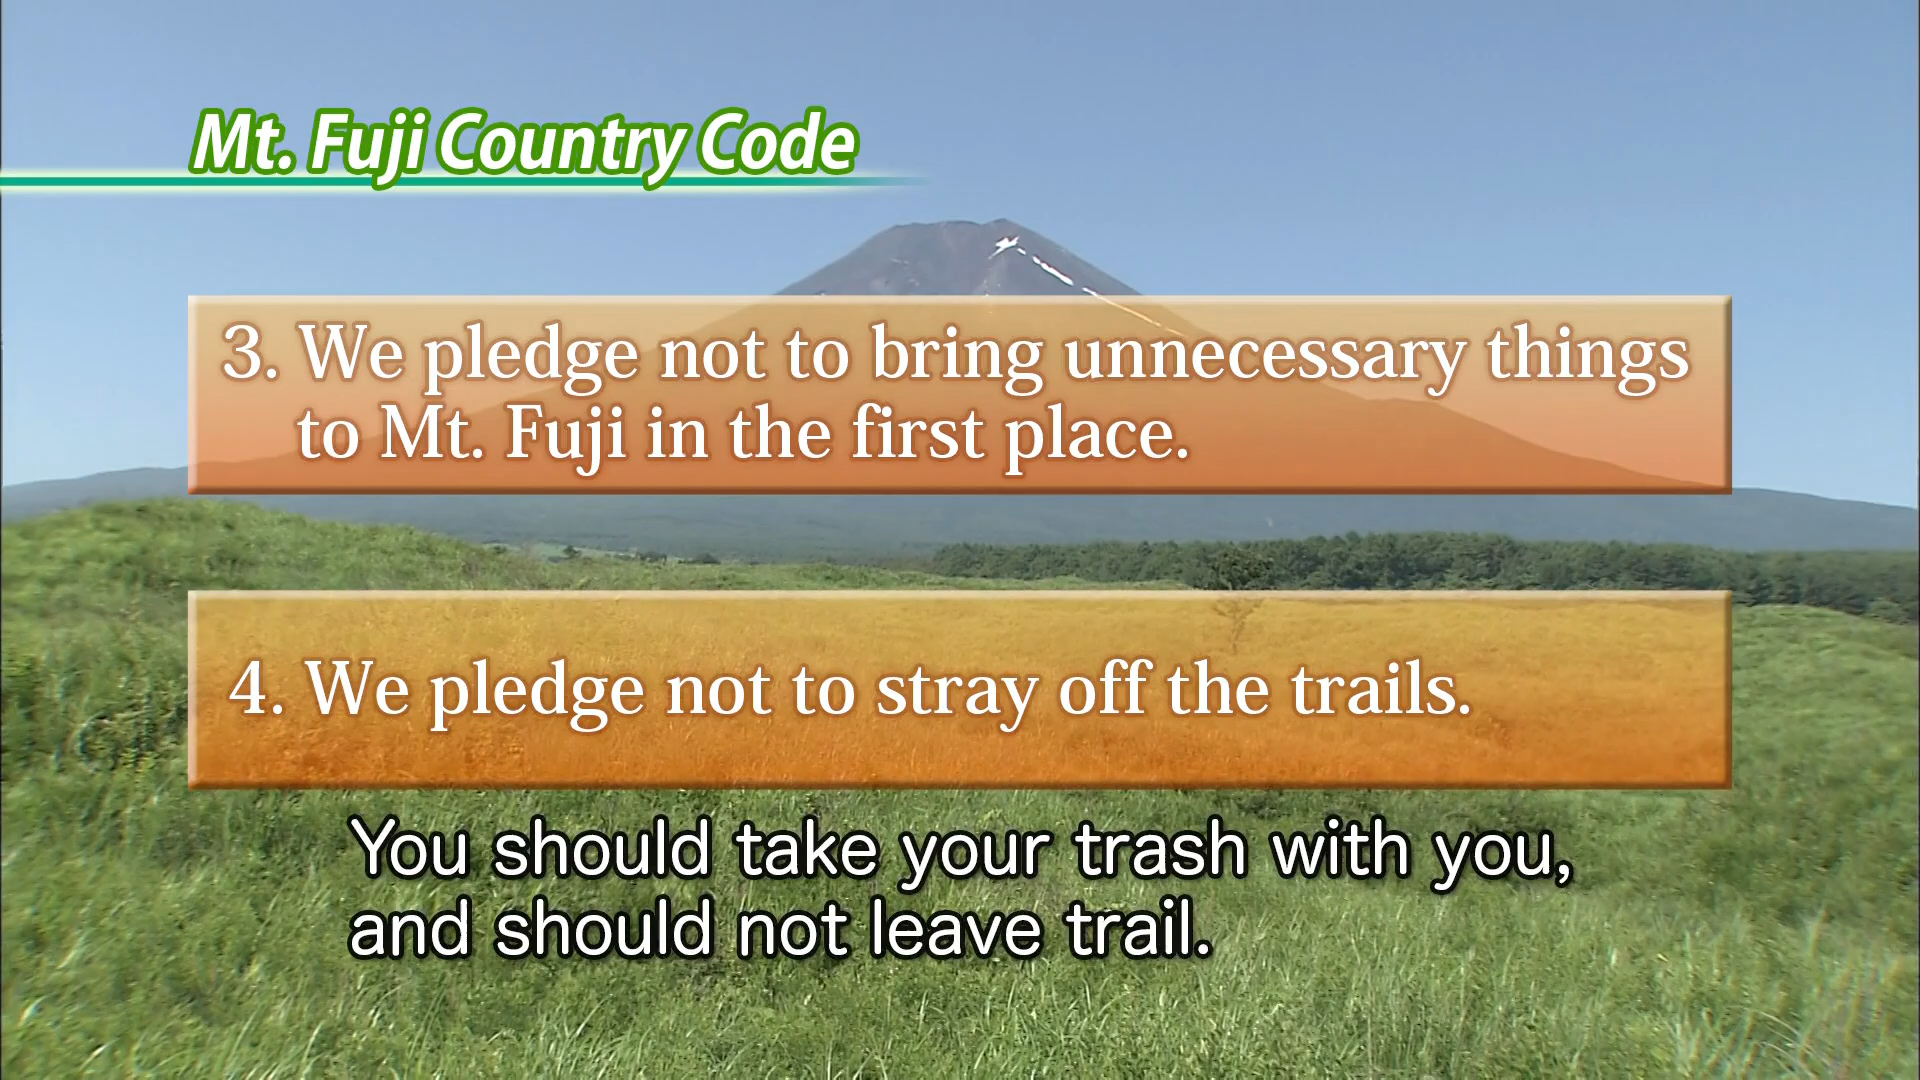 Mt. Fuji Country Code
3. We pledge not to bring unnecessary things
to Mt. Fuji in the first place.
4. We pledge not to stray off the trails.
You should take your trash with you,
and should not leave trail.